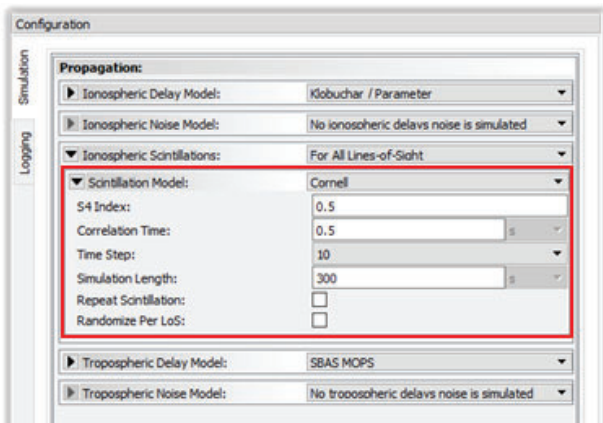 Configuration
Simulation
Logging
Propagation:
Ionospheric Delay Model: Klobuchar / Parameter
Ionospheric Noise Model: No ionospheric delays noise is simulated
Ionospheric Scintillations: For All Lines-of-Sight
Scintillation Model: Cornell
S4 Index: 0.5
Correlation Time: 0.5 s
Time Step: 10
Simulation Length: 300 s
Repeat Scintillation:
Randomize Per LoS:
Tropospheric Delay Model: SBAS MOPS
Tropospheric Noise Model: No tropospheric delays noise is simulated